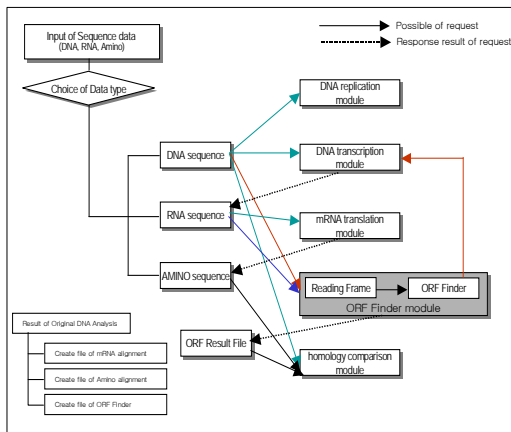 Input of Sequence data
(DNA, RNA, Amino)
Possible of request
Response result of request
Choice of Data type
DNA replication
module
DNA sequence
DNA transcription
module
RNA sequence
mRNA translation
module
AMINO sequence
Reading Frame
ORF Finder
ORF Finder module
Result of Original DNA Analysis
ORF Result File
homology comparison
module
Create file of mRNA alignment
Create file of Amino alignment
Create file of ORF Finder